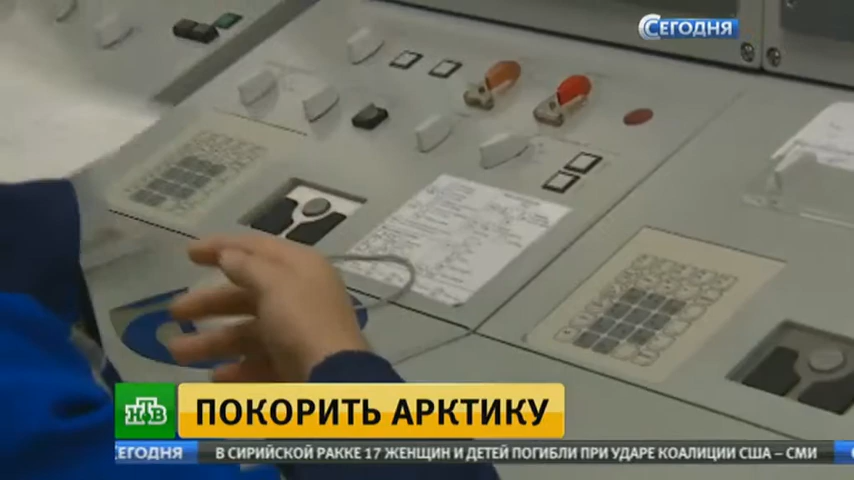 СЕГОДНЯ
НТВ
ПОКОРИТЬ АРКТИКУ
СЕГОДНЯ
В СИРИЙСКОЙ РАККЕ 17 ЖЕНЩИН И ДЕТЕЙ ПОГИБЛИ ПРИ УДАРЕ КОАЛИЦИИ США – СМИ